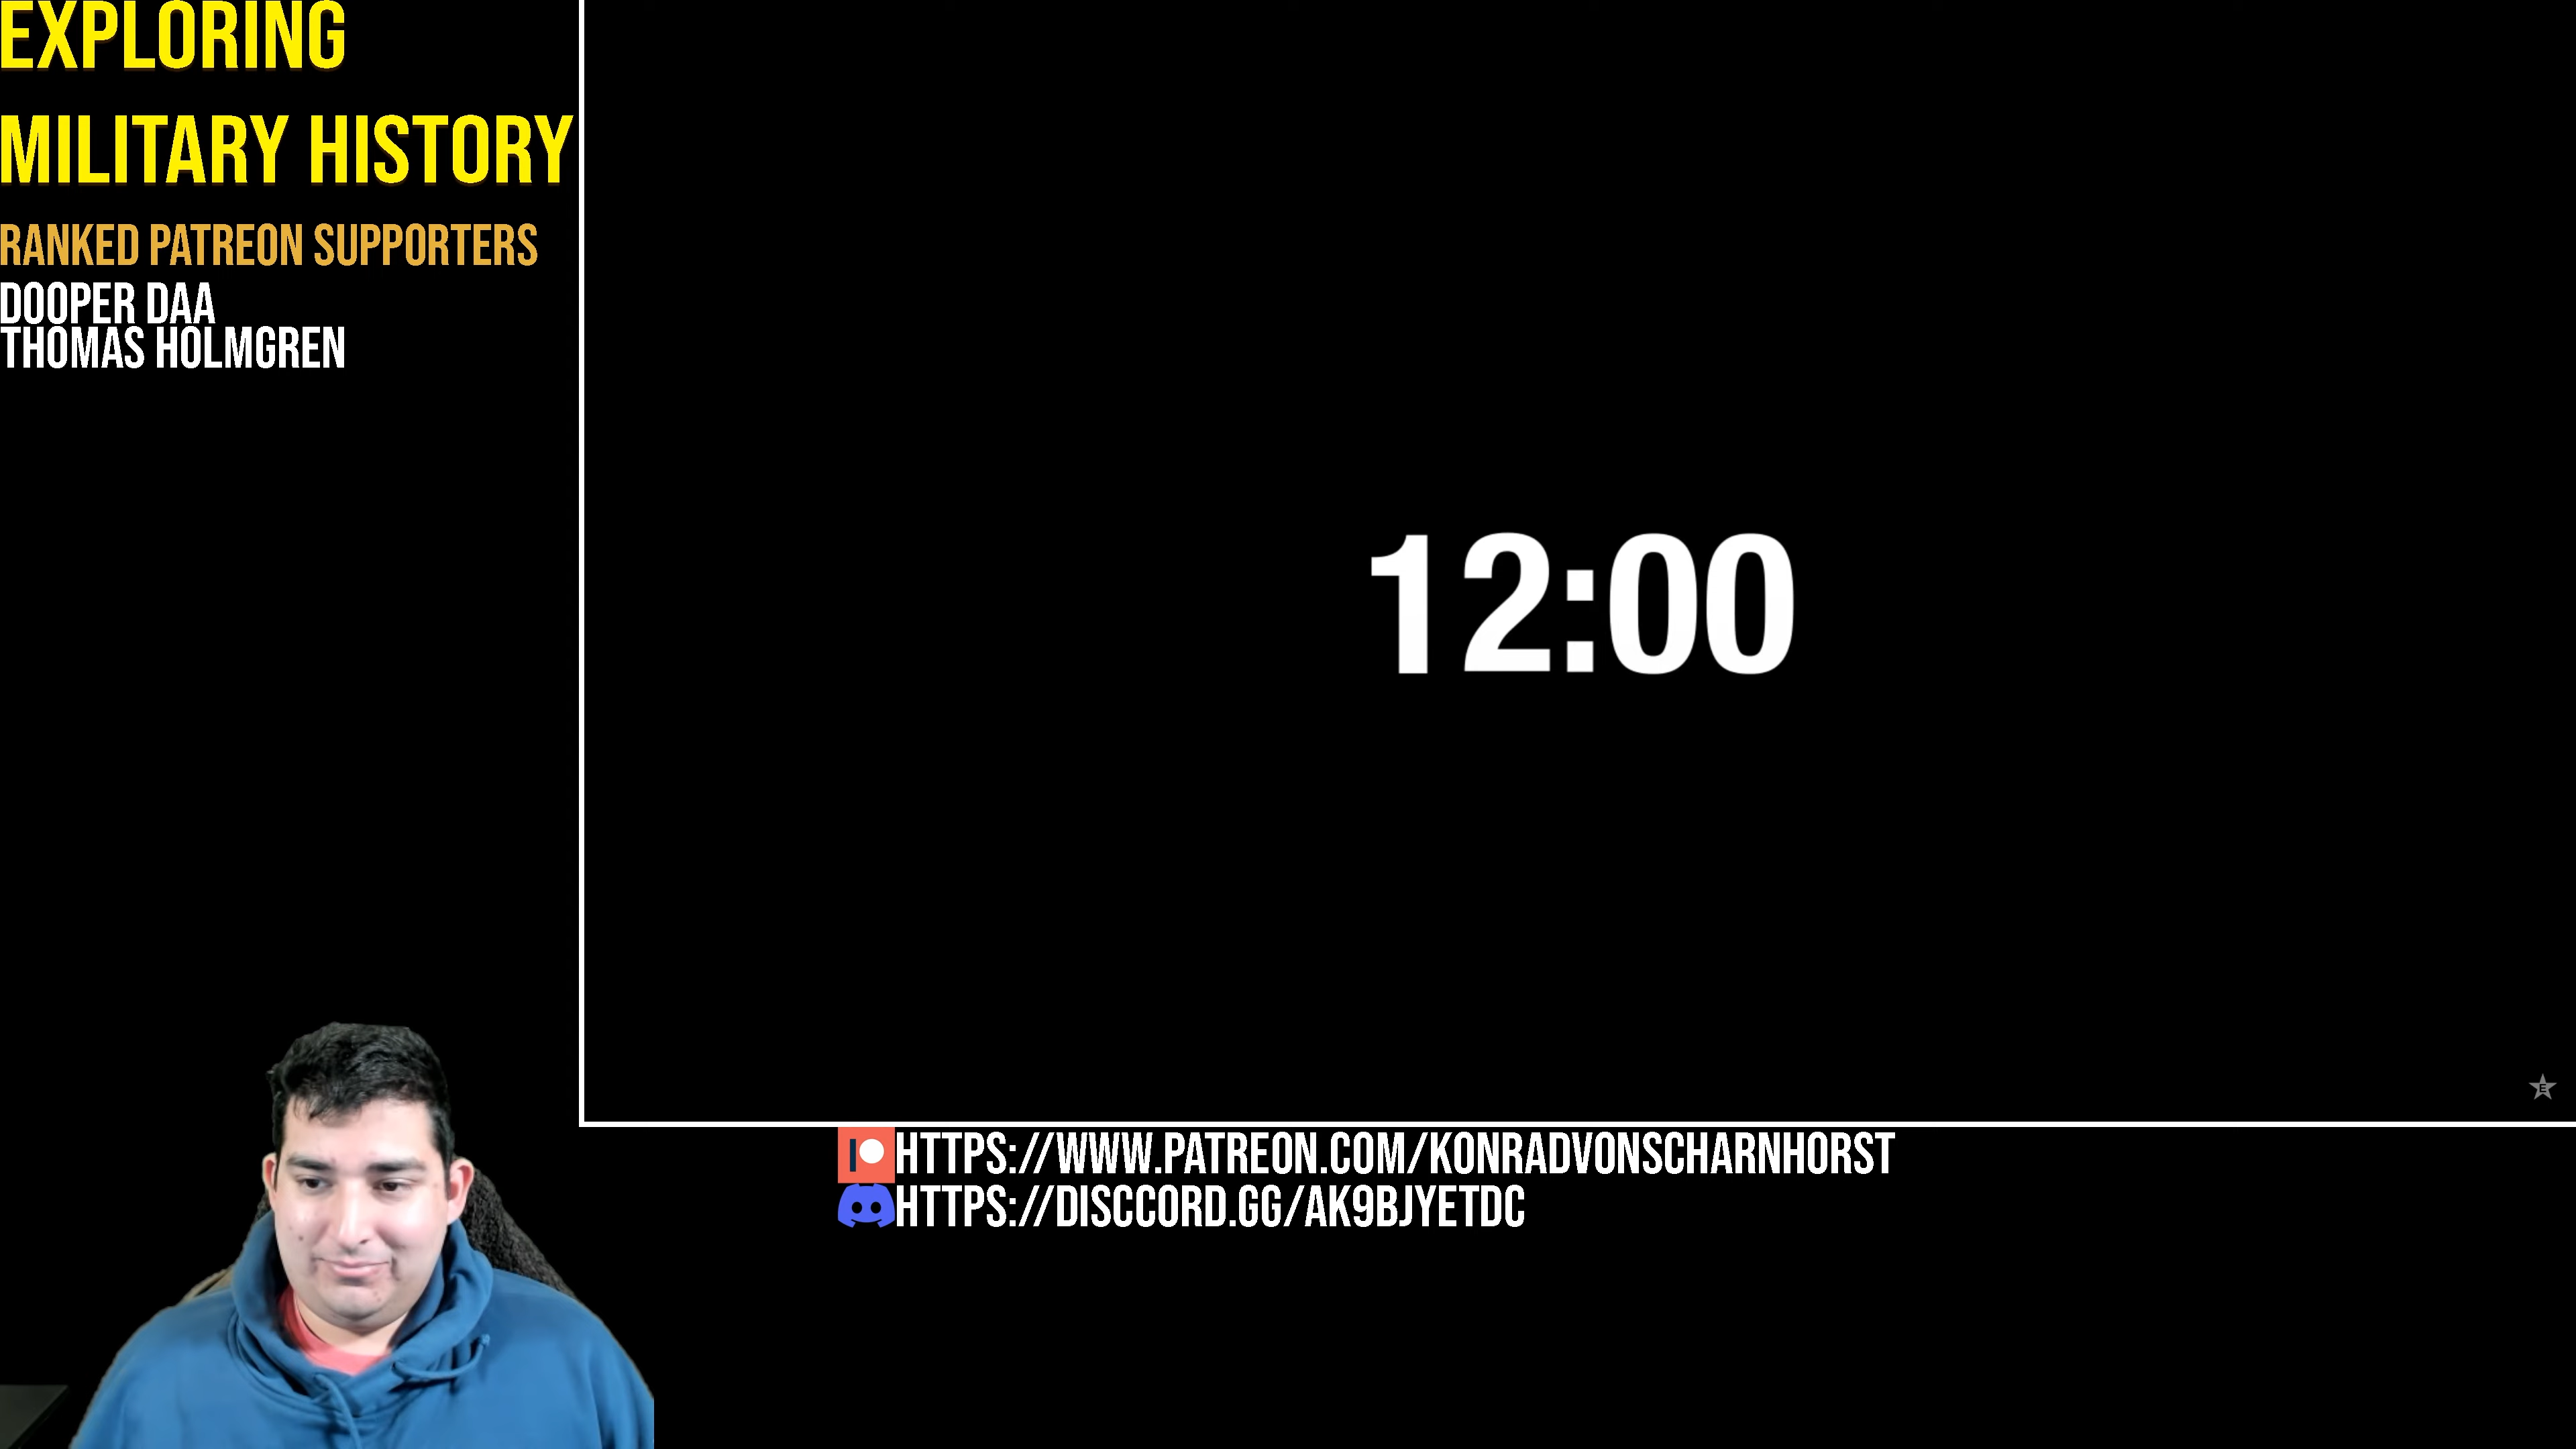 EXPLORING
MILITARY HISTORY
RANKED PATREON SUPPORTERS
DOOPER DAA
THOMAS HOLMGREN
12:00
E
HTTPS://WWW.PATREON.COM/KONRADVONSCHARNHORST
HTTPS://DISCCORD.GG/AK9BJYETDC